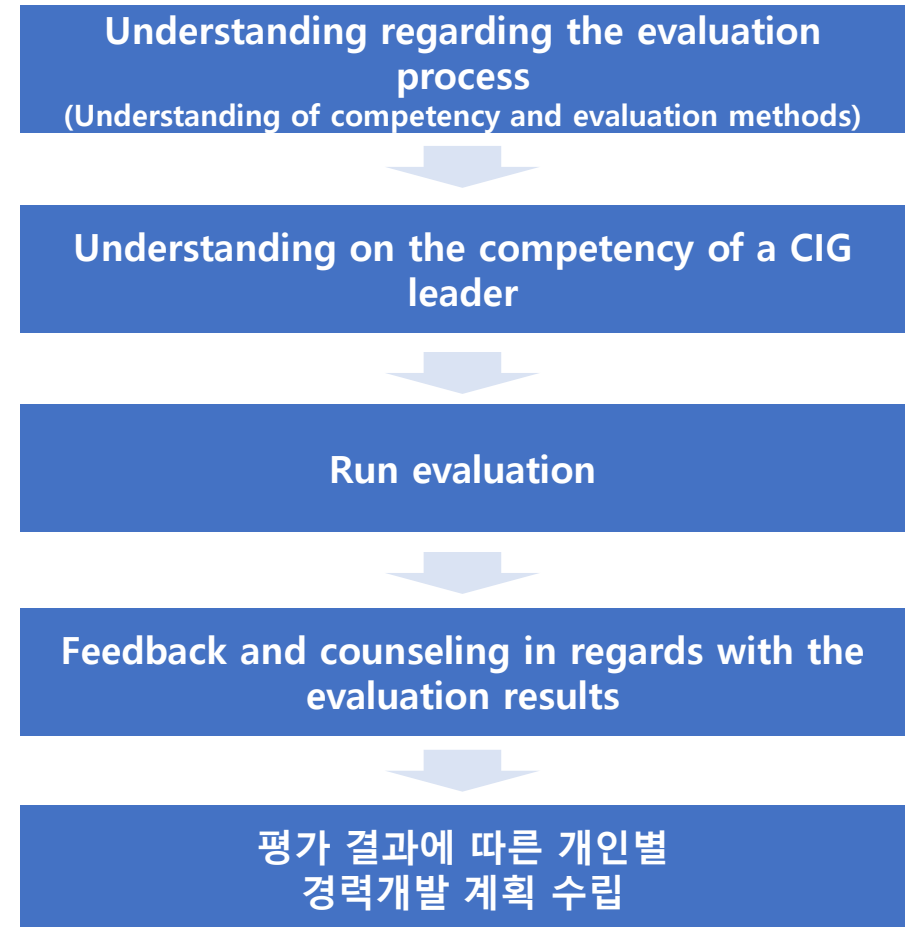 Understanding regarding the evaluation
process
(Understanding of competency and evaluation methods)
Understanding on the competency of a CIG
leader
Run evaluation
Feedback and counseling in regards with the
evaluation results
평가 결과에 따른 개인별
경력개발 계획 수립